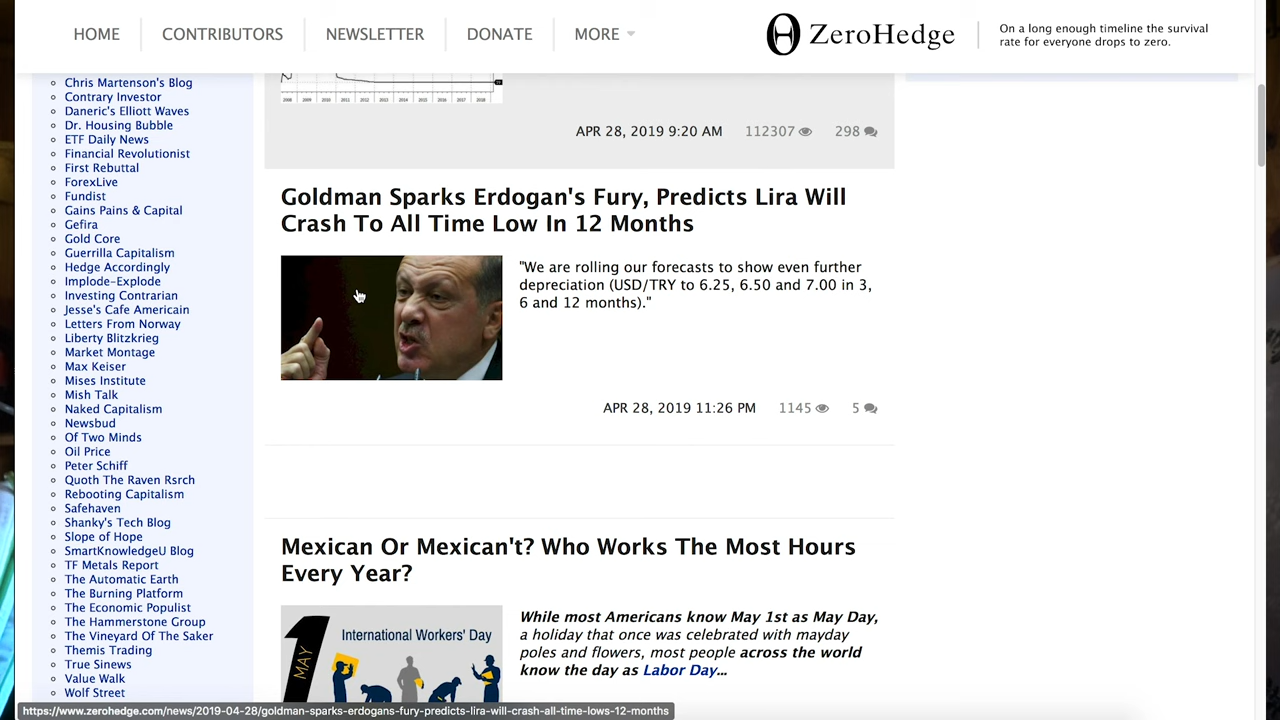 HOME
CONTRIBUTORS
NEWSLETTER
DONATE
MORE
ZeroHedge
On a long enough timeline the survival
rate for everyone drops to zero.
Chris Martenson's Blog
Contrary Investor
Daneric's Elliott Waves
Dr. Housing Bubble
ETF Daily News
Financial Revolutionist
First Rebuttal
ForexLive
Fundist
Gains Pains & Capital
Gefira
Gold Core
Guerrilla Capitalism
Hedge Accordingly
Implode-Explode
Investing Contrarian
Jesse's Cafe Americain
Letters From Norway
Liberty Blitzkrieg
Market Montage
Max Keiser
Mises Institute
Mish Talk
Naked Capitalism
Newsbud
Of Two Minds
Oil Price
Peter Schiff
Quoth The Raven Rsrch
Rebooting Capitalism
Safehaven
Shanky's Tech Blog
Slope of Hope
SmartKnowledgeU Blog
TF Metals Report
The Automatic Earth
The Burning Platform
The Economic Populist
The Hammerstone Group
The Vineyard Of The Saker
Themis Trading
True Sinews
Value Walk
Wolf Street
2008 2009 2010 2011 2012 2013 2014 2015 2016 2017 2018
APR 28, 2019 9:20 AM 112307 298
Goldman Sparks Erdogan's Fury, Predicts Lira Will
Crash To All Time Low In 12 Months
"We are rolling our forecasts to show even further
depreciation (USD/TRY to 6.25, 6.50 and 7.00 in 3,
6 and 12 months)."
APR 28, 2019 11:26 PM 1145 5
Mexican Or Mexican't? Who Works The Most Hours
Every Year?
1 MAY
International Workers' Day
While most Americans know May 1st as May Day,
a holiday that once was celebrated with mayday
poles and flowers, most people across the world
know the day as Labor Day...
https://www.zerohedge.com/news/2019-04-28/goldman-sparks-erdogans-fury-predicts-lira-will-crash-all-time-lows-12-months